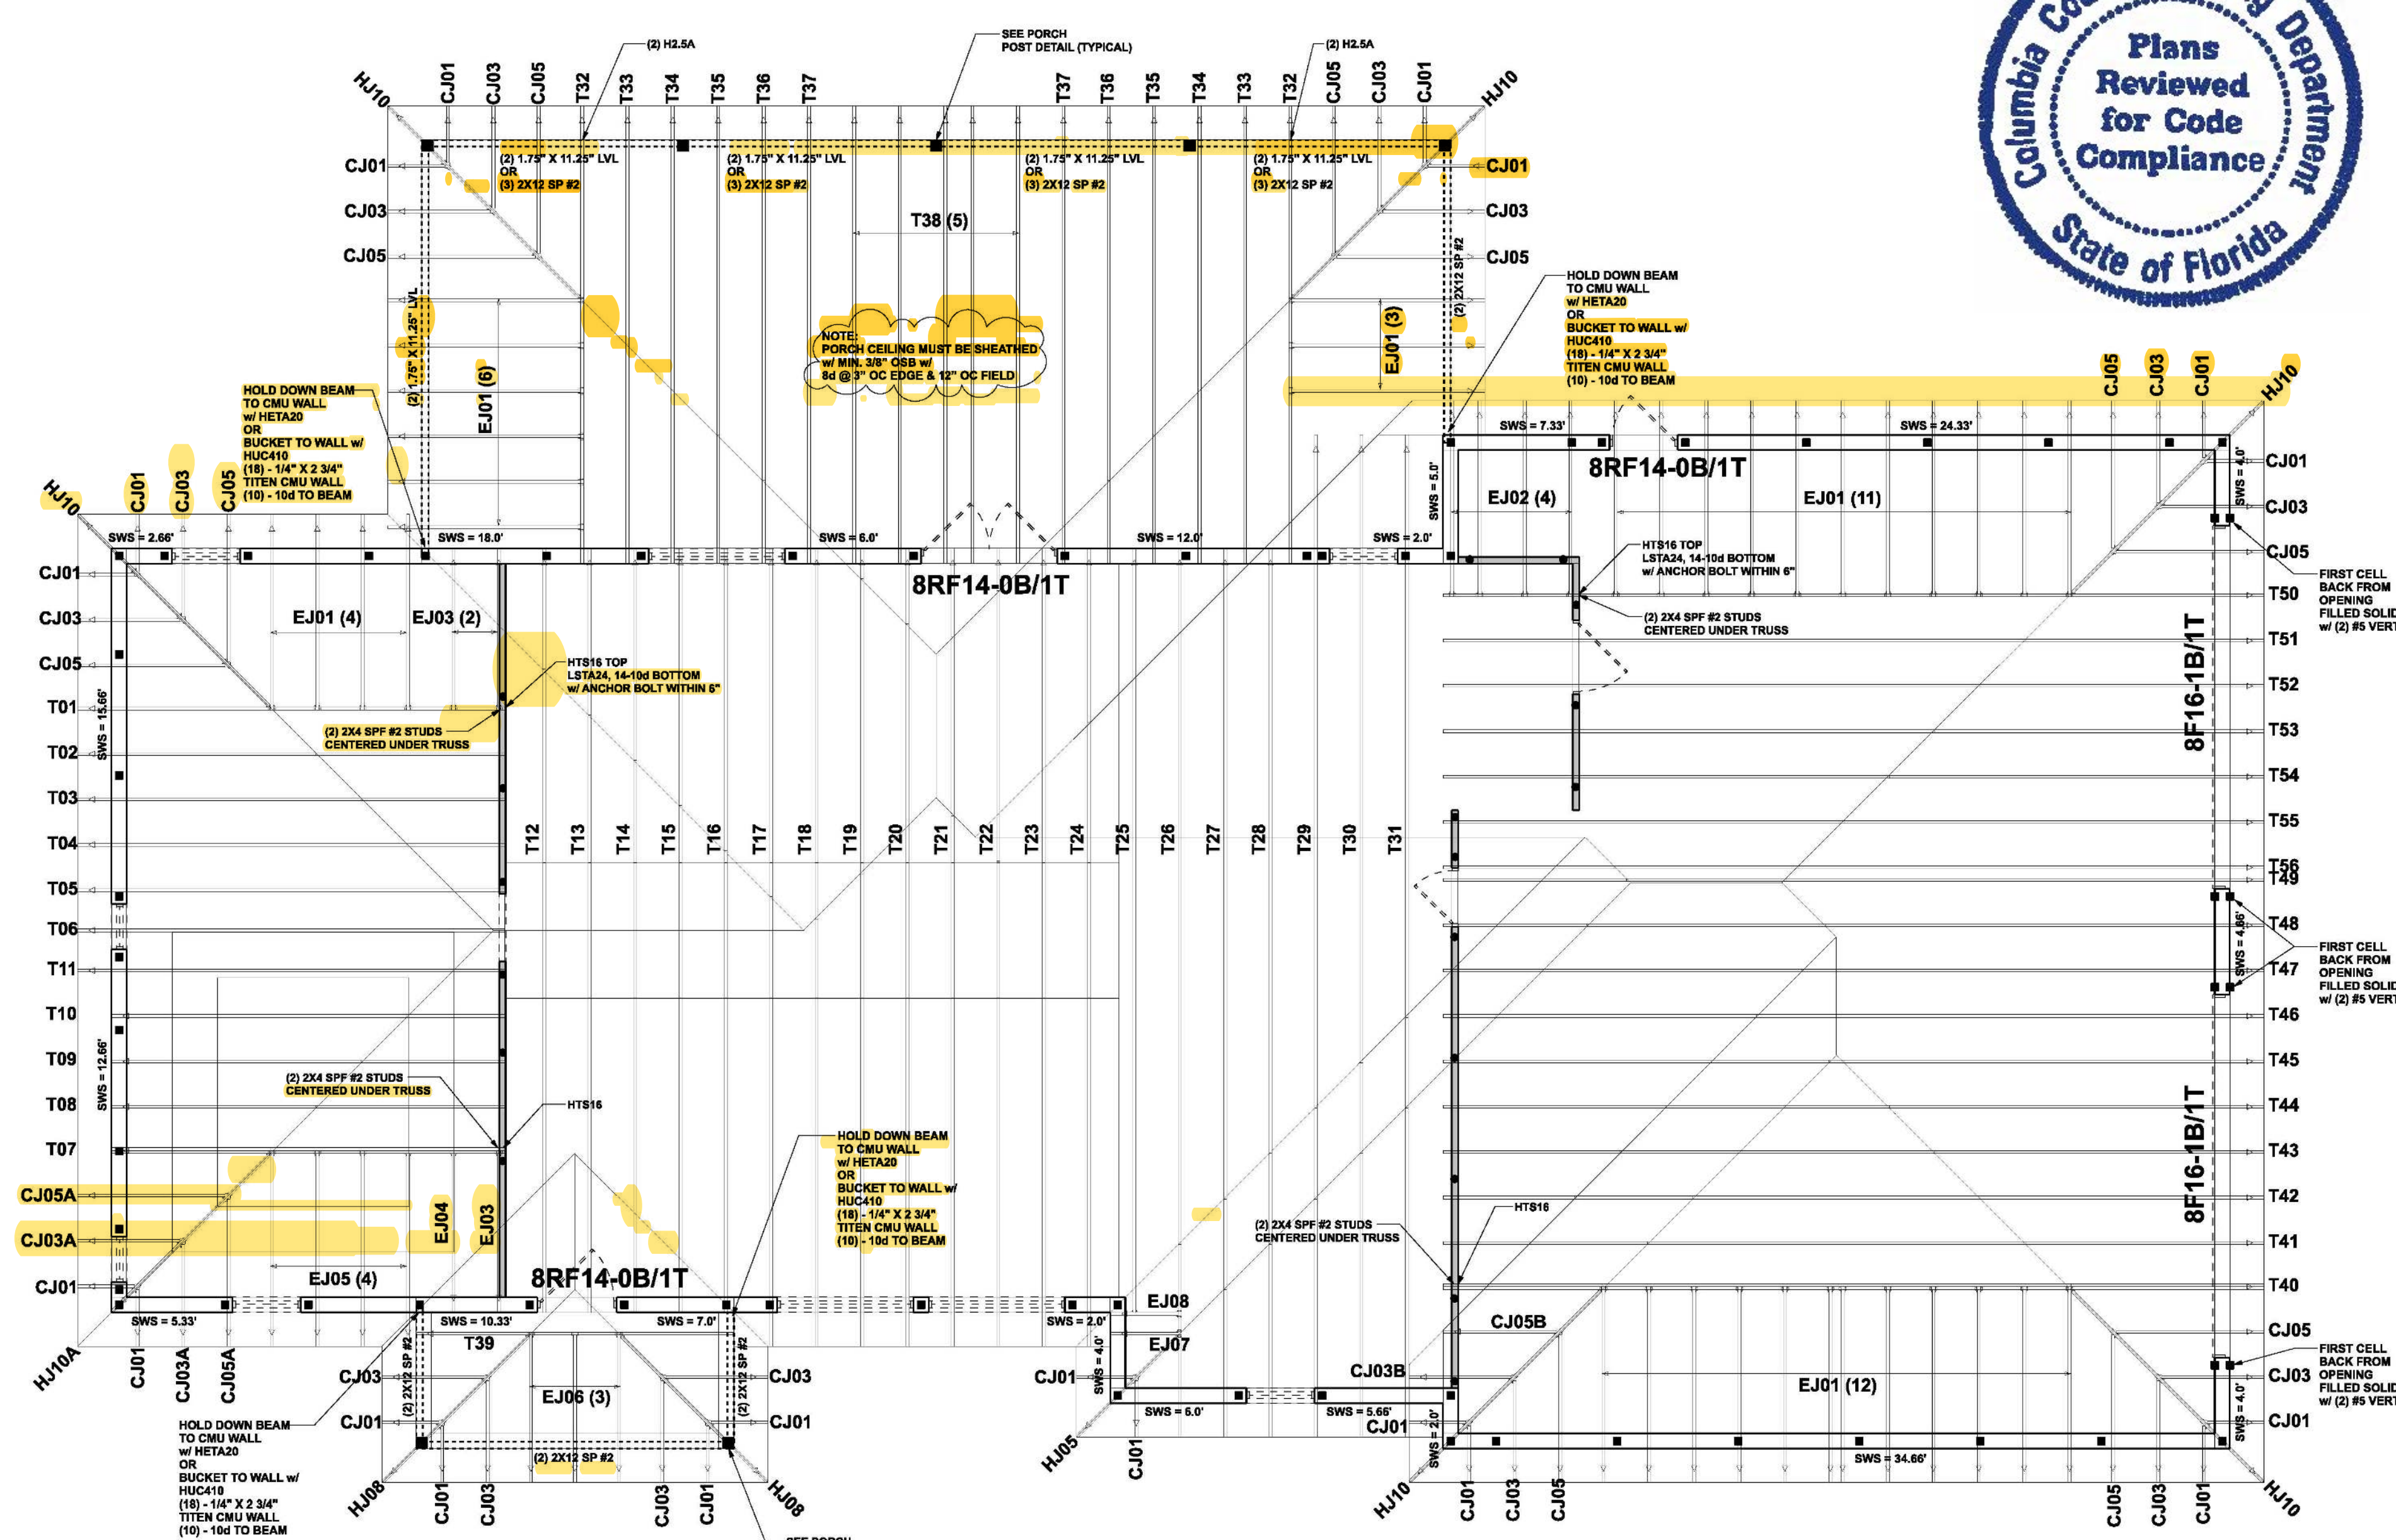 Columbia
Department
Plans
Reviewed
for Code
Compliance
State of Florida
(2) H2.5A
SEE PORCH
POST DETAIL (TYPICAL)
(2) H2.5A
HJ10
CJ01
CJ03
CJ05
T32
T33
T34
T35
T36
T37
T37
T36
T35
T34
T33
T32
CJ05
CJ03
CJ01
HJ10
(2) 1.75" X 11.25" LVL
OR
(3) 2X12 SP #2
(2) 1.75" X 11.25" LVL
OR
(3) 2X12 SP #2
(2) 1.75" X 11.25" LVL
OR
(3) 2X12 SP #2
(2) 1.75" X 11.25" LVL
OR
(3) 2X12 SP #2
CJ01
CJ03
CJ05
CJ01
CJ03
CJ05
T38 (5)
(2) 1.75" X 11.25" LVL
EJ01 (6)
(2) 2X12 SP #2
EJ01 (3)
NOTE:
PORCH CEILING MUST BE SHEATHED
w/ MIN. 3/8" OSB w/
8d @ 3" OC EDGE & 12" OC FIELD
HOLD DOWN BEAM
TO CMU WALL
w/ HETA20
OR
BUCKET TO WALL w/
HUC410
(18) - 1/4" X 2 3/4"
TITEN CMU WALL
(10) - 10d TO BEAM
HOLD DOWN BEAM
TO CMU WALL
w/ HETA20
OR
BUCKET TO WALL w/
HUC410
(18) - 1/4" X 2 3/4"
TITEN CMU WALL
(10) - 10d TO BEAM
CJ05
CJ03
CJ01
HJ10
HJ10
CJ01
CJ03
CJ05
SWS = 7.33'
SWS = 24.33'
8RF14-0B/1T
SWS = 5.0'
EJ02 (4)
EJ01 (11)
SWS = 4.0'
CJ01
CJ03
CJ05
SWS = 2.66'
SWS = 18.0'
SWS = 6.0'
SWS = 12.0'
SWS = 2.0'
8RF14-0B/1T
HTS16 TOP
LSTA24, 14-10d BOTTOM
w/ ANCHOR BOLT WITHIN 6"
(2) 2X4 SPF #2 STUDS
CENTERED UNDER TRUSS
FIRST CELL
BACK FROM
OPENING
FILLED SOLID
w/ (2) #5 VERT
CJ01
CJ03
CJ05
T01
T02
T03
T04
T05
T06
T11
T10
T09
T08
T07
CJ05A
CJ03A
CJ01
EJ01 (4)
EJ03 (2)
SWS = 15.66'
HTS16 TOP
LSTA24, 14-10d BOTTOM
w/ ANCHOR BOLT WITHIN 6"
(2) 2X4 SPF #2 STUDS
CENTERED UNDER TRUSS
T12
T13
T14
T15
T16
T17
T18
T19
T20
T21
T22
T23
T24
T25
T26
T27
T28
T29
T30
T31
T50
T51
T52
T53
T54
T55
T56
T49
T48
T47
T46
T45
T44
T43
T42
T41
T40
8F16-1B/1T
SWS = 4.66'
FIRST CELL
BACK FROM
OPENING
FILLED SOLID
w/ (2) #5 VERT
8F16-1B/1T
SWS = 12.66'
(2) 2X4 SPF #2 STUDS
CENTERED UNDER TRUSS
HTS16
HOLD DOWN BEAM
TO CMU WALL
w/ HETA20
OR
BUCKET TO WALL w/
HUC410
(18) - 1/4" X 2 3/4"
TITEN CMU WALL
(10) - 10d TO BEAM
(2) 2X4 SPF #2 STUDS
CENTERED UNDER TRUSS
HTS16
EJ04
EJ03
EJ05 (4)
8RF14-0B/1T
SWS = 5.33'
SWS = 10.33'
SWS = 7.0'
SWS = 2.0'
EJ08
EJ07
T39
(2) 2X12 SP #2
(2) 2X12 SP #2
HJ10A
CJ01
CJ03A
CJ05A
CJ03
CJ01
EJ06 (3)
CJ03
CJ01
(2) 2X12 SP #2
SWS = 4.0'
CJ01
SWS = 6.0'
SWS = 5.66'
HJ05
CJ01
CJ05B
CJ03B
CJ01
SWS = 2.0'
EJ01 (12)
SWS = 34.66'
SWS = 4.0'
CJ05
CJ03
CJ01
FIRST CELL
BACK FROM
OPENING
FILLED SOLID
w/ (2) #5 VERT
HOLD DOWN BEAM
TO CMU WALL
w/ HETA20
OR
BUCKET TO WALL w/
HUC410
(18) - 1/4" X 2 3/4"
TITEN CMU WALL
(10) - 10d TO BEAM
HJ08
CJ01
CJ03
CJ03
CJ01
HJ08
HJ10
CJ01
CJ03
CJ05
CJ05
CJ03
CJ01
HJ10
SEE PORCH